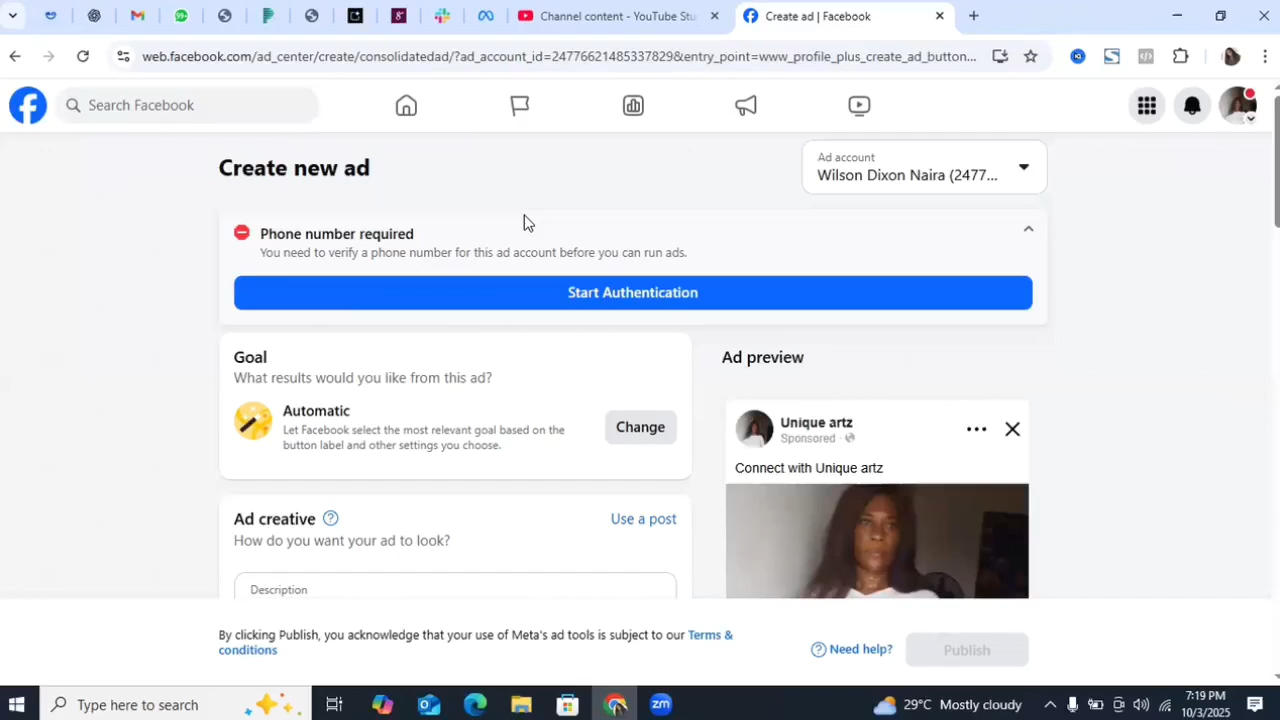 Channel content - YouTube Stu
Create ad | Facebook
web.facebook.com/ad_center/create/consolidatedad/?ad_account_id=24776621485337829&entry_point=www_profile_plus_create_ad_button...
Search Facebook
Create new ad
Ad account
Wilson Dixon Naira (2477...
Phone number required
You need to verify a phone number for this ad account before you can run ads.
Start Authentication
Goal
What results would you like from this ad?
Automatic
Let Facebook select the most relevant goal based on the
button label and other settings you choose.
Change
Ad preview
Unique artz
Sponsored ·
Connect with Unique artz
Ad creative
Use a post
How do you want your ad to look?
Description
By clicking Publish, you acknowledge that your use of Meta's ad tools is subject to our Terms &
conditions
Need help?
Publish
Type here to search
29°C Mostly cloudy
7:19 PM
10/3/2025